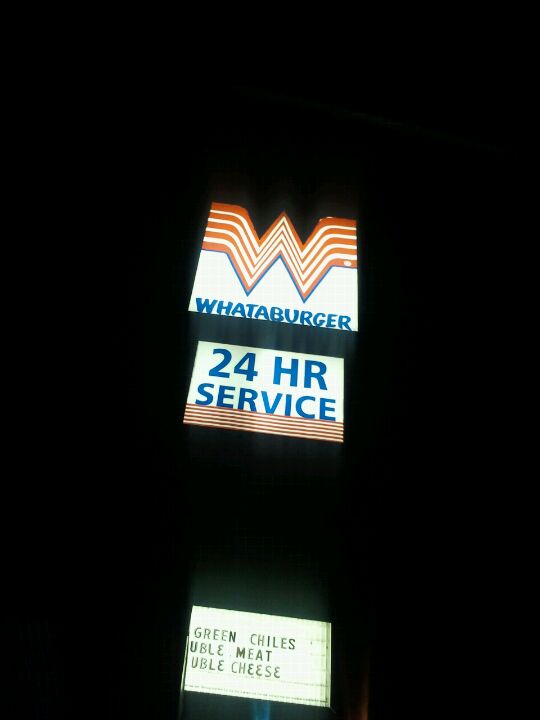 W
WHATABURGER
24 HR
SERVICE
GREEN CHILES
UBLE MEAT
UBLE CHEESE